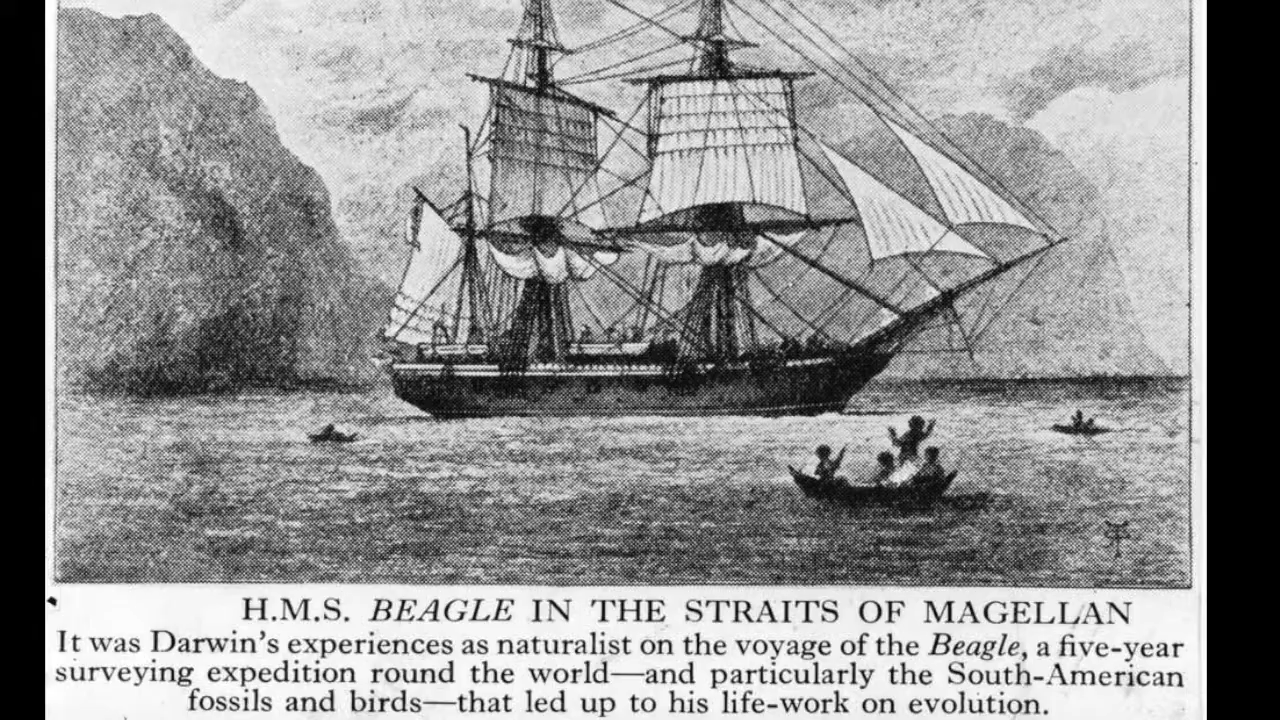 H.M.S. BEAGLE IN THE STRAITS OF MAGELLAN
It was Darwin's experiences as naturalist on the voyage of the Beagle, a five-year
surveying expedition round the world—and particularly the South-American
fossils and birds—that led up to his life-work on evolution.